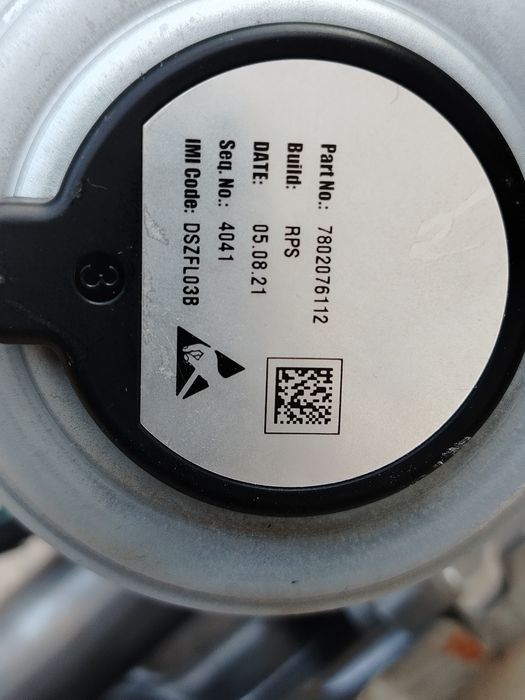 Part No.: 7802076112
Build: RPS
DATE: 05.08.21
Seq. No.: 4041
IMI Code: DSZFL03B
3